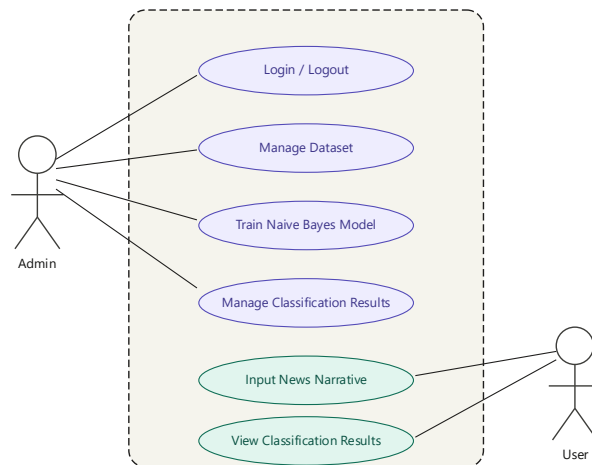 Login / Logout
Manage Dataset
Train Naive Bayes Model
Admin
Manage Classification Results
Input News Narrative
View Classification Results
User